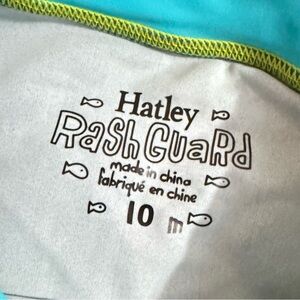 Hatley
Rash Guard
made in china
fabriqué en chine
10 m